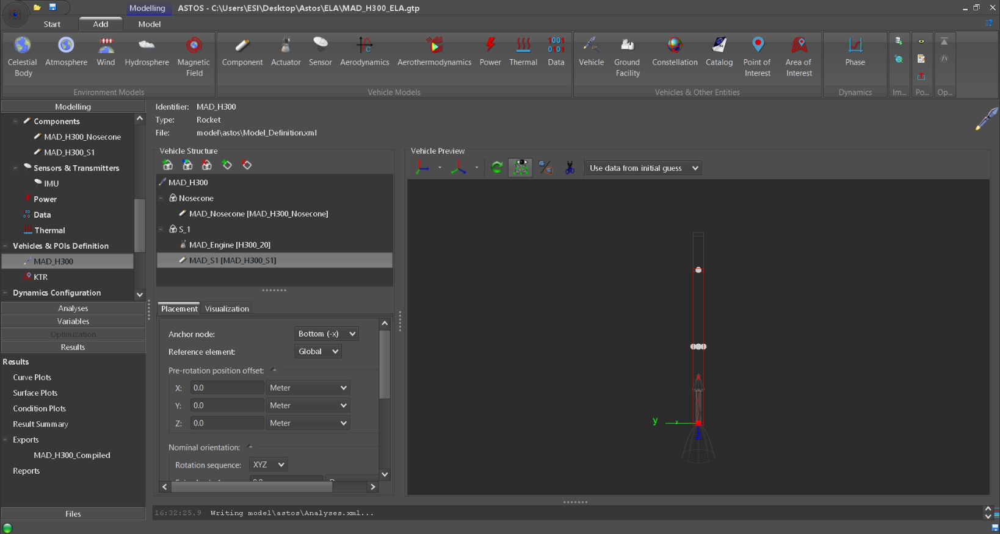 Modelling ASTOS - C:\Users\ESI\Desktop\Astos\ELA\MAD_H300_ELA.gtp
Start Add Model
Celestial Body
Atmosphere
Wind
Hydrosphere
Magnetic Field
Environment Models
Component
Actuator
Sensor
Aerodynamics
Aerothermodynamics
Power
Thermal
1001
0101
Data
Vehicle Models
Vehicle
Ground Facility
Constellation
Catalog
Point of Interest
Area of Interest
Vehicles & Other Entities
Phase
Dynamics
Im...
Po...
Op...
Modelling
Components
MAD_H300_Nosecone
MAD_H300_S1
Sensors & Transmitters
IMU
Power
Data
Thermal
Vehicles & POIs Definition
MAD_H300
KTR
Dynamics Configuration
Analyses
Variables
Optimization
Results
Results
Curve Plots
Surface Plots
Condition Plots
Result Summary
Exports
MAD_H300_Compiled
Reports
Files
Identifier: MAD_H300
Type: Rocket
File: model\astos\Model_Definition.xml
Vehicle Structure
MAD_H300
Nosecone
MAD_Nosecone [MAD_H300_Nosecone]
S_1
MAD_Engine [H300_20]
MAD_S1 [MAD_H300_S1]
Placement Visualization
Anchor node: Bottom (-x)
Reference element: Global
Pre-rotation position offset:
X: 0.0 Meter
Y: 0.0 Meter
Z: 0.0 Meter
Nominal orientation:
Rotation sequence: XYZ
Vehicle Preview
Use data from initial guess
y
y
Z
16:32:25.9 Writing model\astos\Analyses.xml...